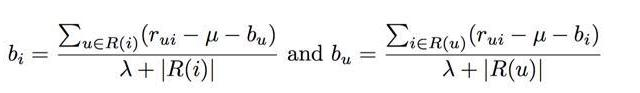 b_i = \frac{\sum_{u \in R(i)} (r_{ui} - \mu - b_u)}{\lambda + |R(i)|} and b_u = \frac{\sum_{i \in R(u)} (r_{ui} - \mu - b_i)}{\lambda + |R(u)|}